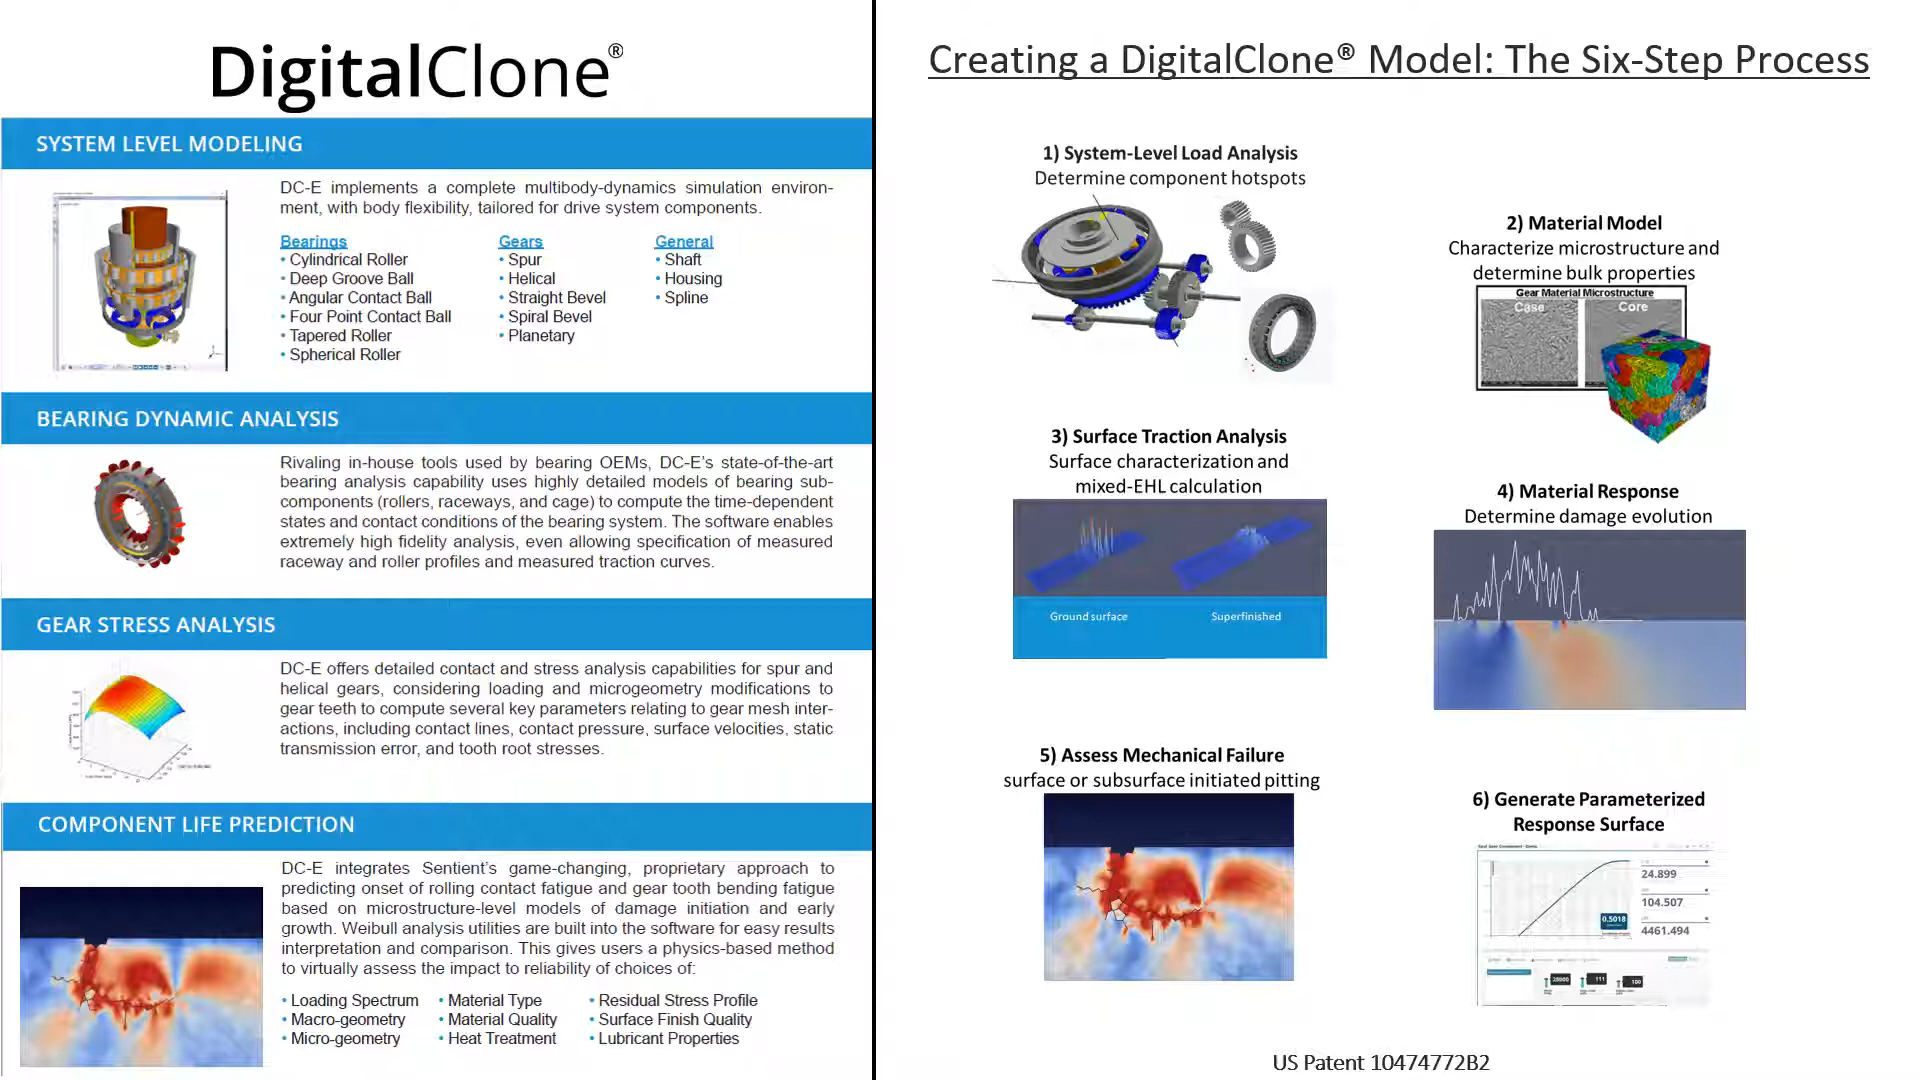 DigitalClone®
SYSTEM LEVEL MODELING
DC-E implements a complete multibody-dynamics simulation environ-
ment, with body flexibility, tailored for drive system components.
Bearings
• Cylindrical Roller
• Deep Groove Ball
• Angular Contact Ball
• Four Point Contact Ball
• Tapered Roller
• Spherical Roller
Gears
• Spur
• Helical
• Straight Bevel
• Spiral Bevel
• Planetary
General
• Shaft
• Housing
• Spline
BEARING DYNAMIC ANALYSIS
Rivaling in-house tools used by bearing OEMs, DC-E's state-of-the-art
bearing analysis capability uses highly detailed models of bearing sub-
components (rollers, raceways, and cage) to compute the time-dependent
states and contact conditions of the bearing system. The software enables
extremely high fidelity analysis, even allowing specification of measured
raceway and roller profiles and measured traction curves.
GEAR STRESS ANALYSIS
DC-E offers detailed contact and stress analysis capabilities for spur and
helical gears, considering loading and microgeometry modifications to
gear teeth to compute several key parameters relating to gear mesh inter-
actions, including contact lines, contact pressure, surface velocities, static
transmission error, and tooth root stresses.
COMPONENT LIFE PREDICTION
DC-E integrates Sentient's game-changing, proprietary approach to
predicting onset of rolling contact fatigue and gear tooth bending fatigue
based on microstructure-level models of damage initiation and early
growth. Weibull analysis utilities are built into the software for easy results
interpretation and comparison. This gives users a physics-based method
to virtually assess the impact to reliability of choices of:
• Loading Spectrum
• Macro-geometry
• Micro-geometry
• Material Type
• Material Quality
• Heat Treatment
• Residual Stress Profile
• Surface Finish Quality
• Lubricant Properties
Creating a DigitalClone® Model: The Six-Step Process
1) System-Level Load Analysis
Determine component hotspots
2) Material Model
Characterize microstructure and
determine bulk properties
Gear Material Microstructure
Case
Core
3) Surface Traction Analysis
Surface characterization and
mixed-EHL calculation
Ground surface
Superfinished
4) Material Response
Determine damage evolution
5) Assess Mechanical Failure
surface or subsurface initiated pitting
6) Generate Parameterized
Response Surface
24.899
104.507
0.5018
4461.494
20000
111
100
US Patent 10474772B2